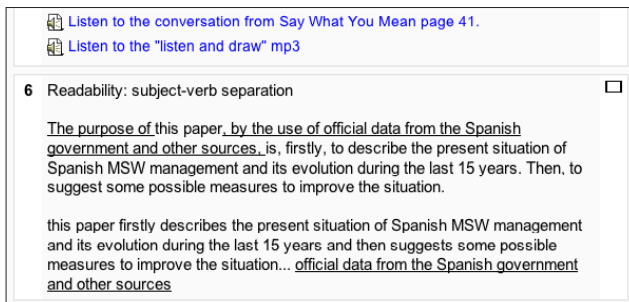 Listen to the conversation from Say What You Mean page 41.
Listen to the "listen and draw" mp3
6 Readability: subject-verb separation
The purpose of this paper, by the use of official data from the Spanish
government and other sources, is, firstly, to describe the present situation of
Spanish MSW management and its evolution during the last 15 years. Then, to
suggest some possible measures to improve the situation.
this paper firstly describes the present situation of Spanish MSW management
and its evolution during the last 15 years and then suggests some possible
measures to improve the situation... official data from the Spanish government
and other sources